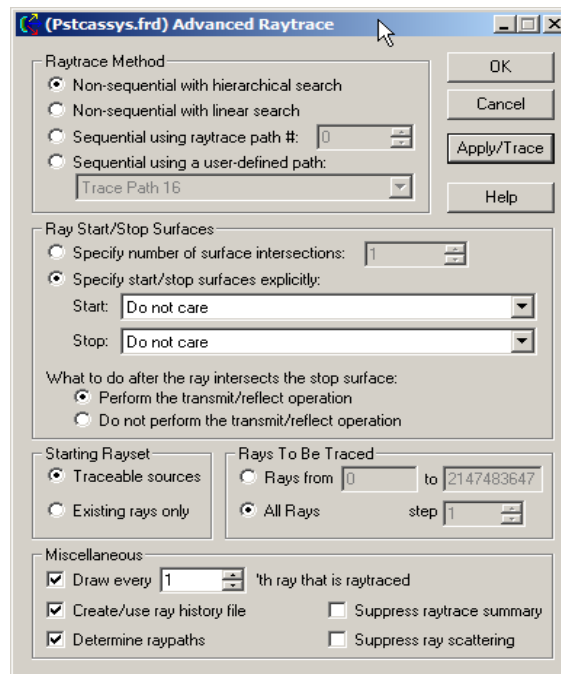 (Pstcassys.frd) Advanced Raytrace
Raytrace Method
Non-sequential with hierarchical search
Non-sequential with linear search
Sequential using raytrace path #: 0
Sequential using a user-defined path:
Trace Path 16
OK
Cancel
Apply/Trace
Help
Ray Start/Stop Surfaces
Specify number of surface intersections: 1
Specify start/stop surfaces explicitly:
Start: Do not care
Stop: Do not care
What to do after the ray intersects the stop surface:
Perform the transmit/reflect operation
Do not perform the transmit/reflect operation
Starting Rayset
Traceable sources
Existing rays only
Rays To Be Traced
Rays from 0 to 2147483647
All Rays step 1
Miscellaneous
Draw every 1 'th ray that is raytraced
Create/use ray history file
Suppress raytrace summary
Determine raypaths
Suppress ray scattering